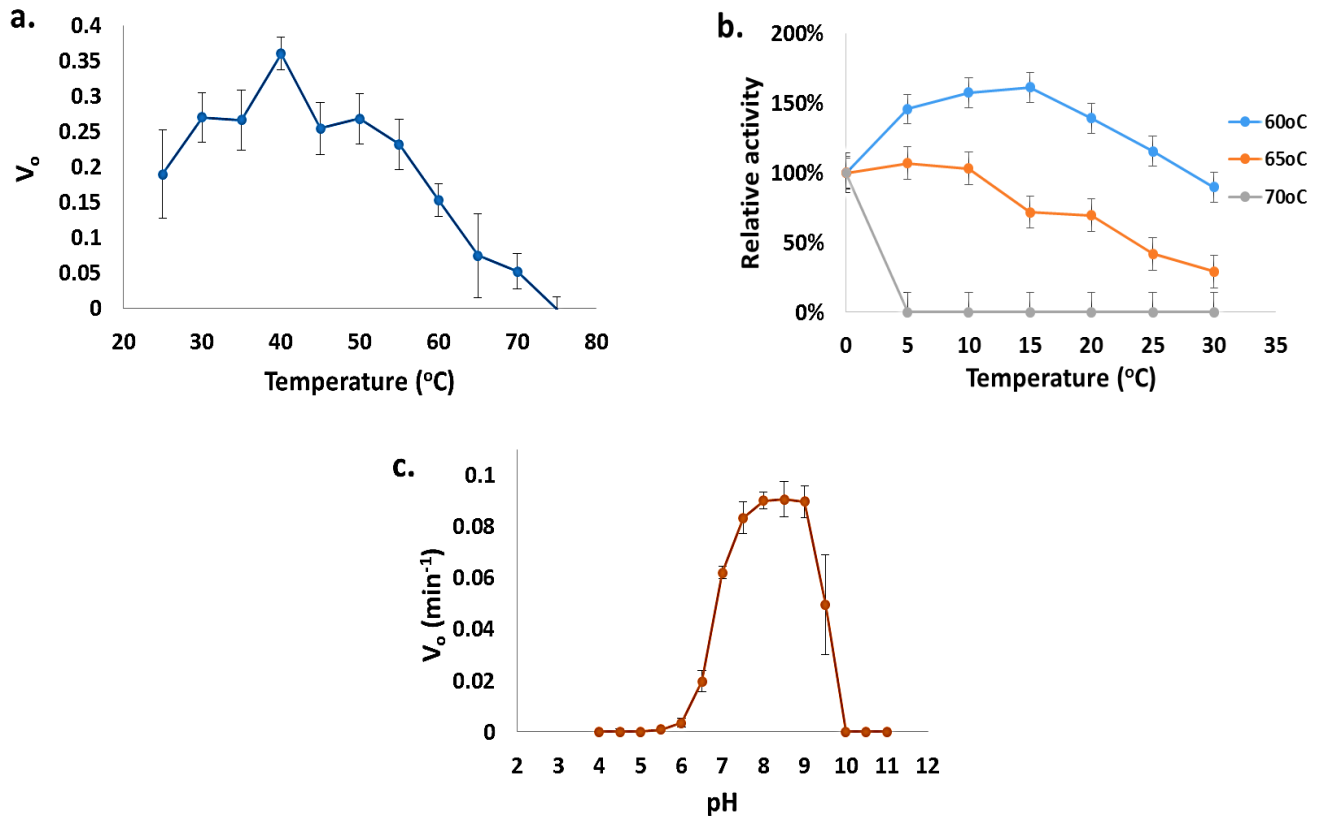 a.
0.4
0.35
0.3
0.25
0.2
0.15
0.1
0.05
0
Vo
20 30 40 50 60 70 80
Temperature (oC)
b.
200%
150%
100%
50%
0%
Relative activity
0 5 10 15 20 25 30 35
Temperature (oC)
60oC
65oC
70oC
c.
0.1
0.08
0.06
0.04
0.02
0
Vo (min-1)
2 3 4 5 6 7 8 9 10 11 12
pH